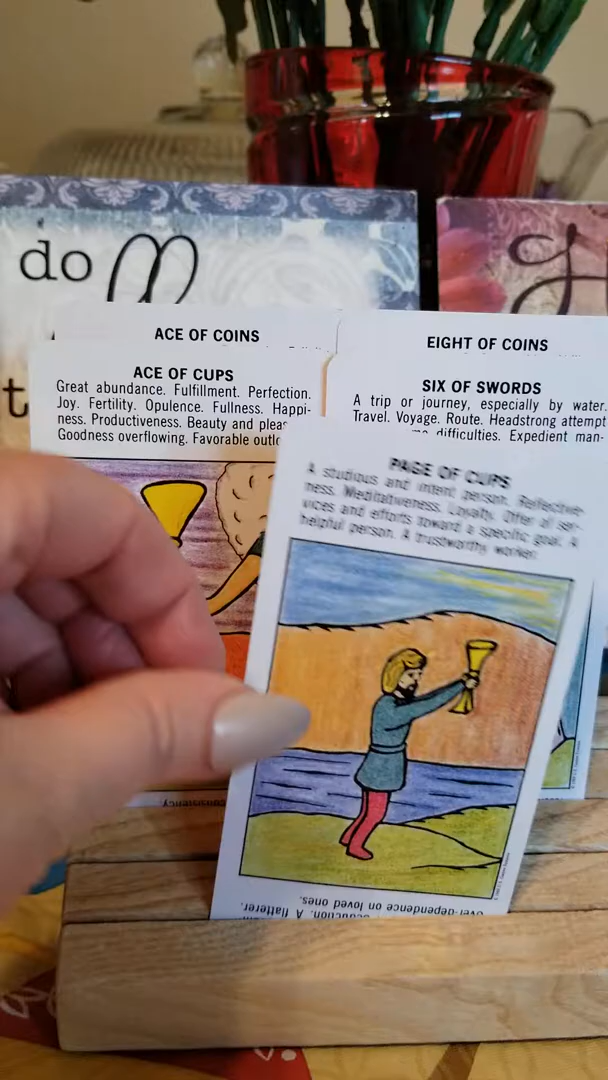 do
t
H
ACE OF COINS
EIGHT OF COINS
ACE OF CUPS
Great abundance. Fulfillment. Perfection.
Joy. Fertility. Opulence. Fullness. Happi-
ness. Productiveness. Beauty and pleas
Goodness overflowing. Favorable outlo
SIX OF SWORDS
A trip or journey, especially by water.
Travel. Voyage. Route. Headstrong attempt
difficulties. Expedient man-
PAGE OF CUPS
A studious and intent person. Reflective-
ness. Meditativeness. Loyalty. Offer all ser-
vices and efforts toward a specific goal. A
helpful person. A trustworthy worker.
A flatterer.
over-dependence on loved ones.